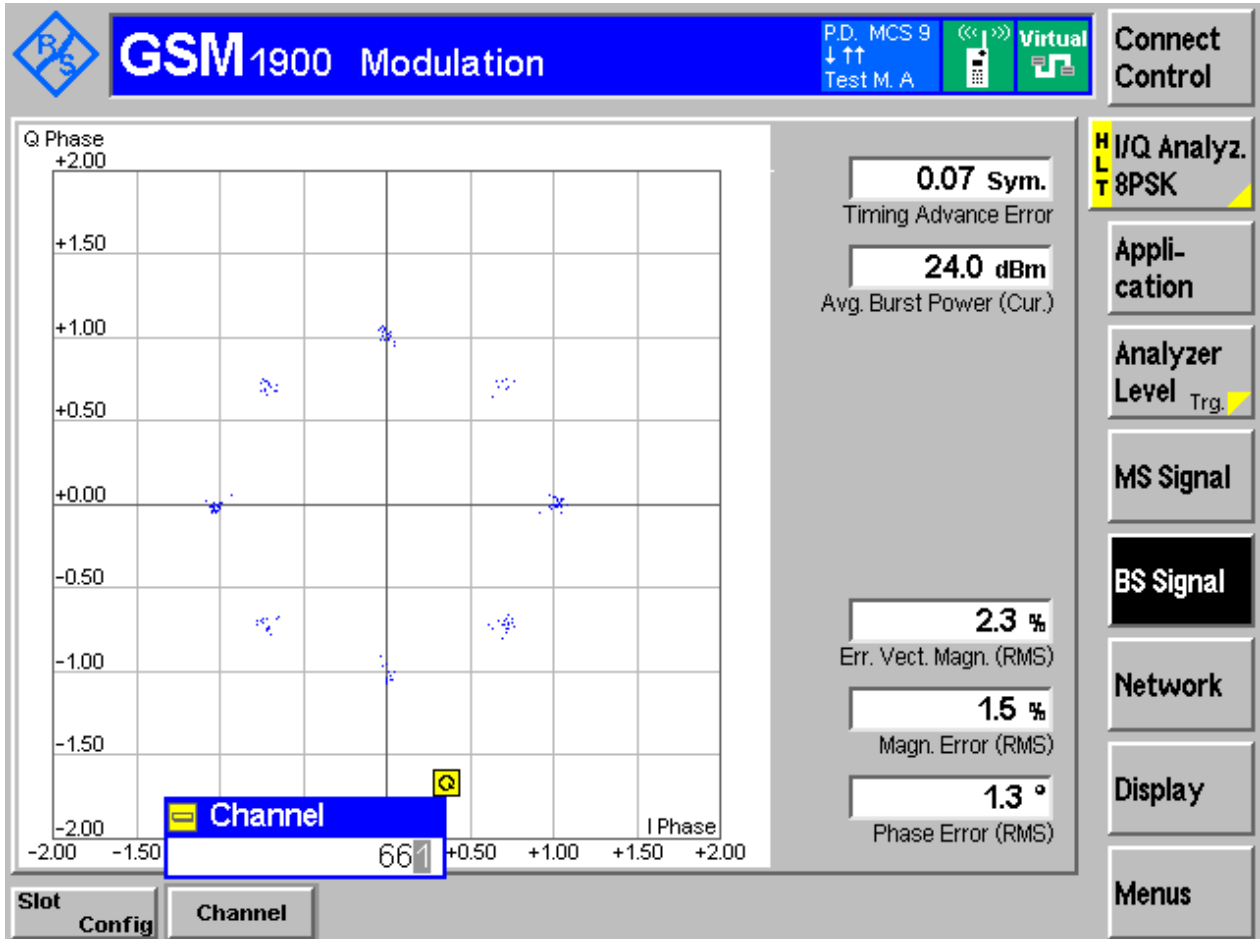 R/S
GSM 1900 Modulation
P.D. MCS 9
↓ ↑↑
Test M. A
Virtual
Connect
Control
Q Phase
+2.00
+1.50
+1.00
+0.50
+0.00
-0.50
-1.00
-1.50
-2.00
-2.00 -1.50 +0.50 +1.00 +1.50 +2.00
I Phase
Q
Channel
661
0.07 Sym.
Timing Advance Error
24.0 dBm
Avg. Burst Power (Cur.)
2.3 %
Err. Vect. Magn. (RMS)
1.5 %
Magn. Error (RMS)
1.3 °
Phase Error (RMS)
HLT
I/Q Analyz.
8PSK
Appli-
cation
Analyzer
Level Trg.
MS Signal
BS Signal
Network
Display
Menus
Slot
Config
Channel